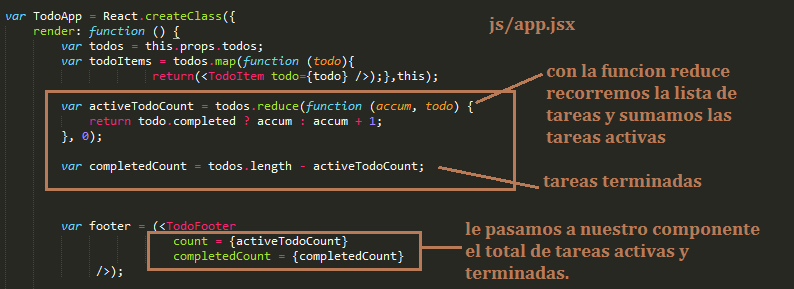 var TodoApp = React.createClass({
js/app.jsx
render: function () {
var todos = this.props.todos;
var todoItems = todos.map(function (todo){
return(<TodoItem todo={todo} />);},this);
con la funcion reduce
recorremos la lista de
tareas y sumamos las
tareas activas
var activeTodoCount = todos.reduce(function (accum, todo) {
return todo.completed ? accum : accum + 1;
}, 0);
var completedCount = todos.length - activeTodoCount;
tareas terminadas
var footer = (<TodoFooter
count = {activeTodoCount}
completedCount = {completedCount}
/>);
le pasamos a nuestro componente
el total de tareas activas y
terminadas.